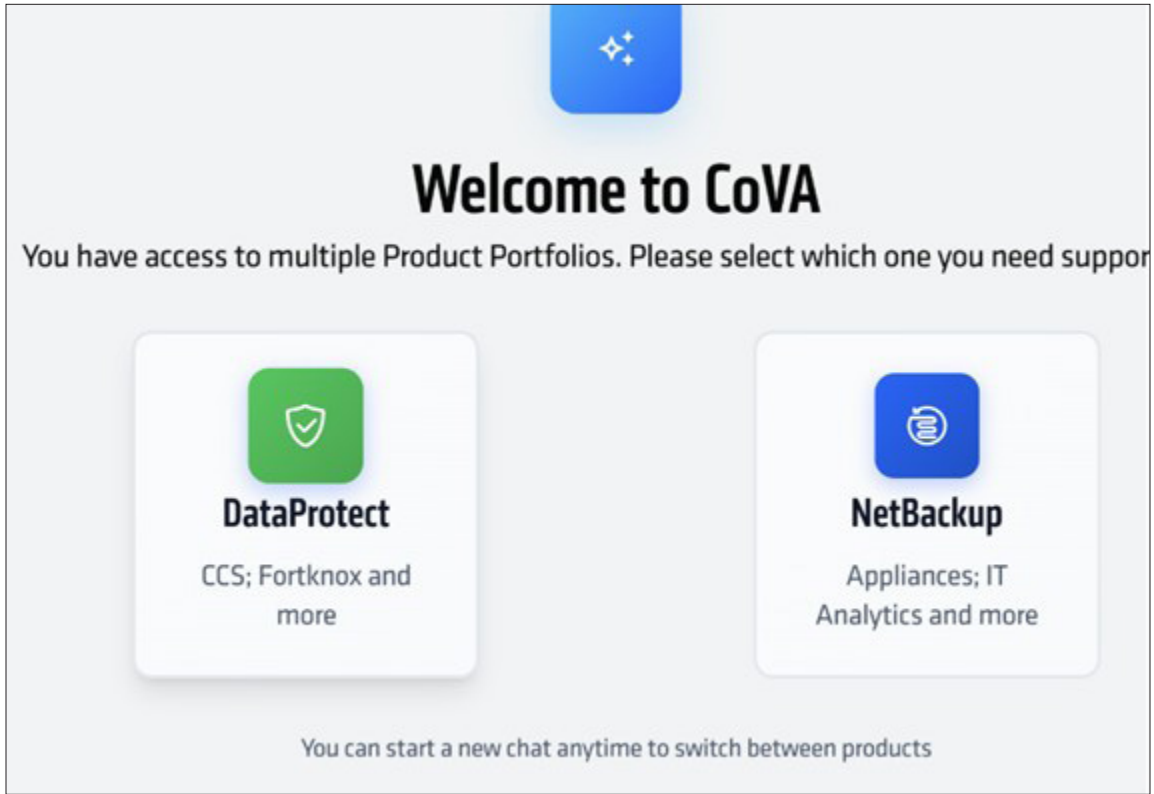 Welcome to CoVA
You have access to multiple Product Portfolios. Please select which one you need suppor
DataProtect
CCS; Fortknox and
more
NetBackup
Appliances; IT
Analytics and more
You can start a new chat anytime to switch between products